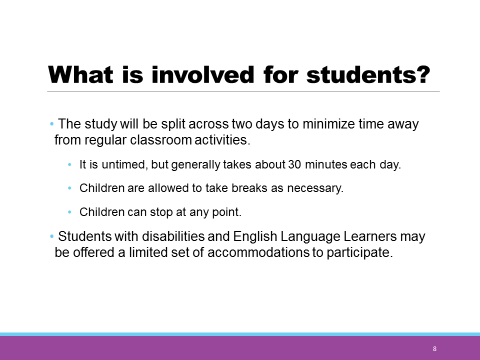 What is involved for students?
• The study will be split across two days to minimize time away
from regular classroom activities.
• It is untimed, but generally takes about 30 minutes each day.
• Children are allowed to take breaks as necessary.
• Children can stop at any point.
• Students with disabilities and English Language Learners may
be offered a limited set of accommodations to participate.
8